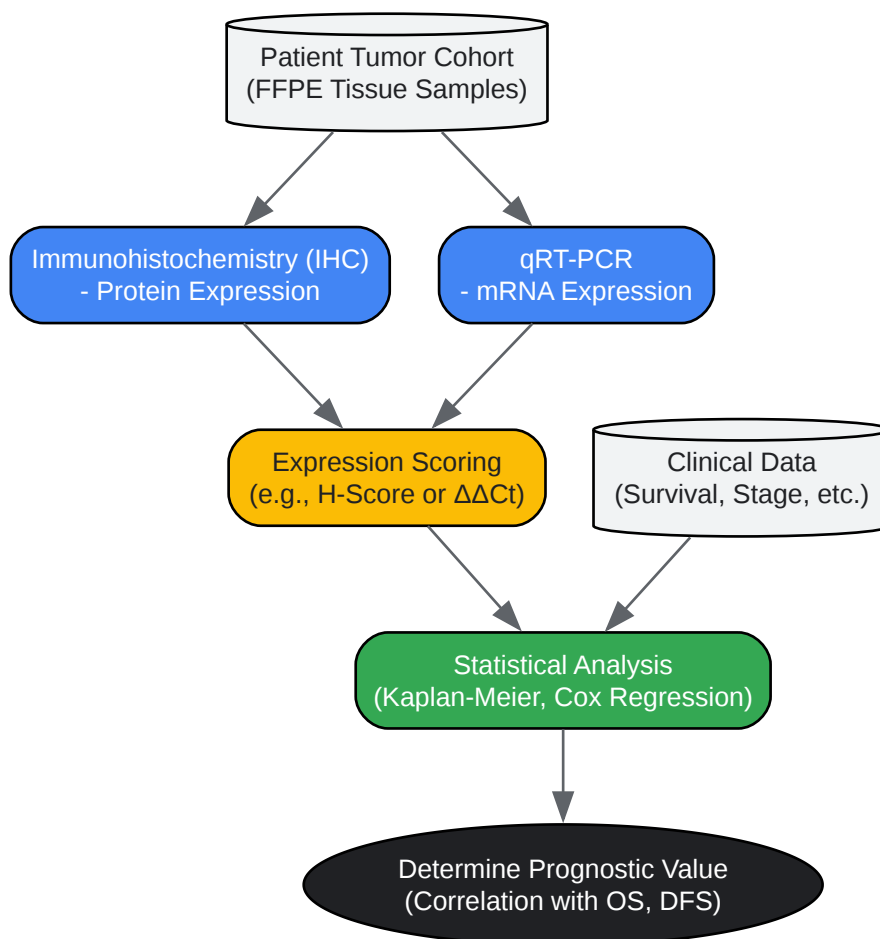 Patient Tumor Cohort
(FFPE Tissue Samples)
Immunohistochemistry (IHC)
- Protein Expression
qRT-PCR
- mRNA Expression
Expression Scoring
(e.g., H-Score or ΔΔCt)
Clinical Data
(Survival, Stage, etc.)
Statistical Analysis
(Kaplan-Meier, Cox Regression)
Determine Prognostic Value
(Correlation with OS, DFS)